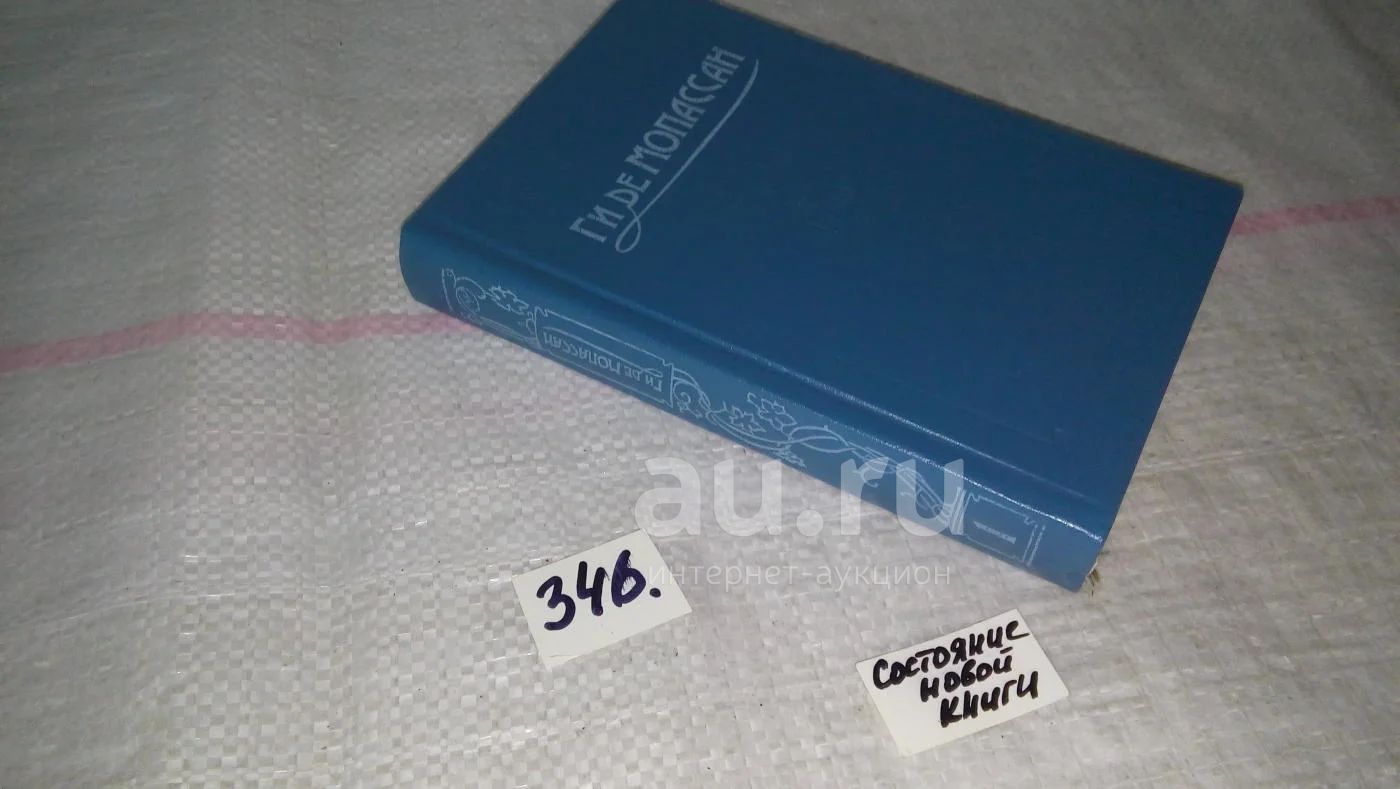 ГИ ДЕ МОПАССАН
ГИ ДЕ МОПАССАН
au.ru
интернет-аукцион
346.
Состояние
новой
книги